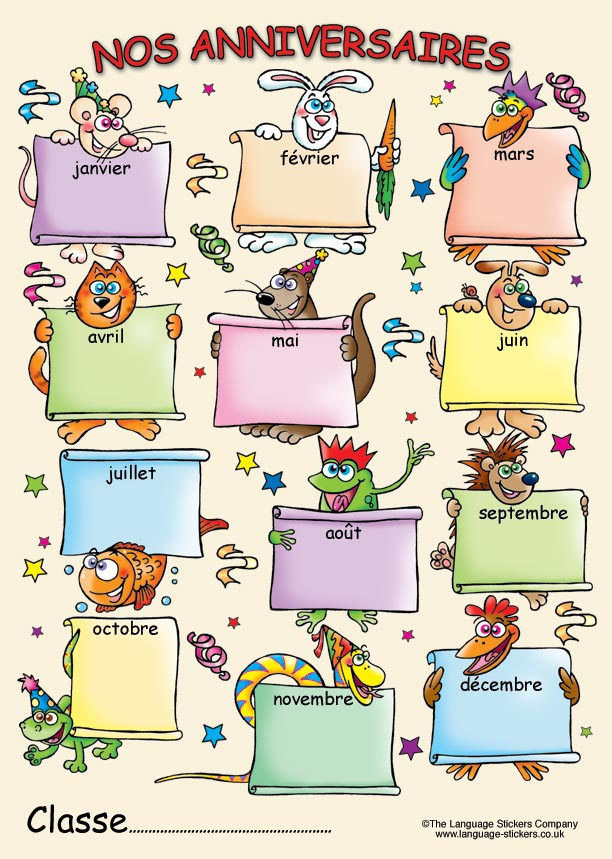 NOS ANNIVERSAIRES
janvier
février
mars
avril
mai
juin
juillet
août
septembre
octobre
novembre
décembre
Classe..........................................
©The Language Stickers Company
www.language-stickers.co.uk